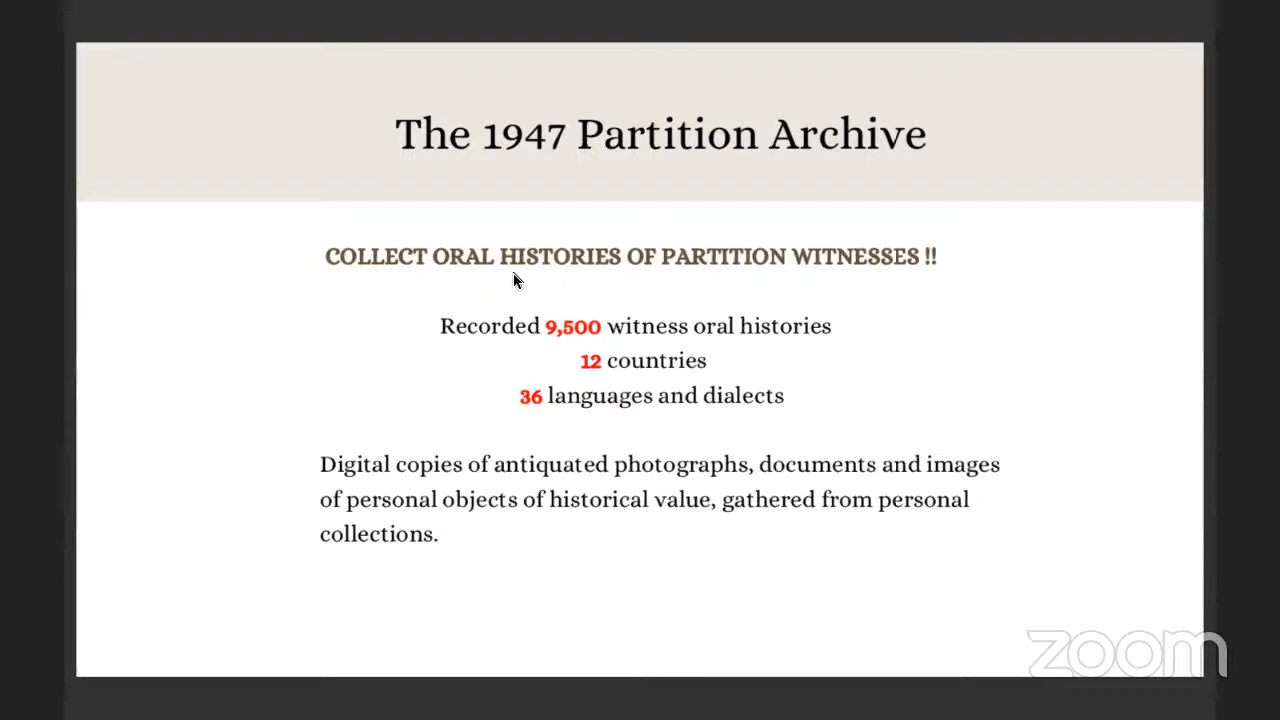 The 1947 Partition Archive
COLLECT ORAL HISTORIES OF PARTITION WITNESSES !!
Recorded 9,500 witness oral histories
12 countries
36 languages and dialects
Digital copies of antiquated photographs, documents and images
of personal objects of historical value, gathered from personal
collections.
zoom